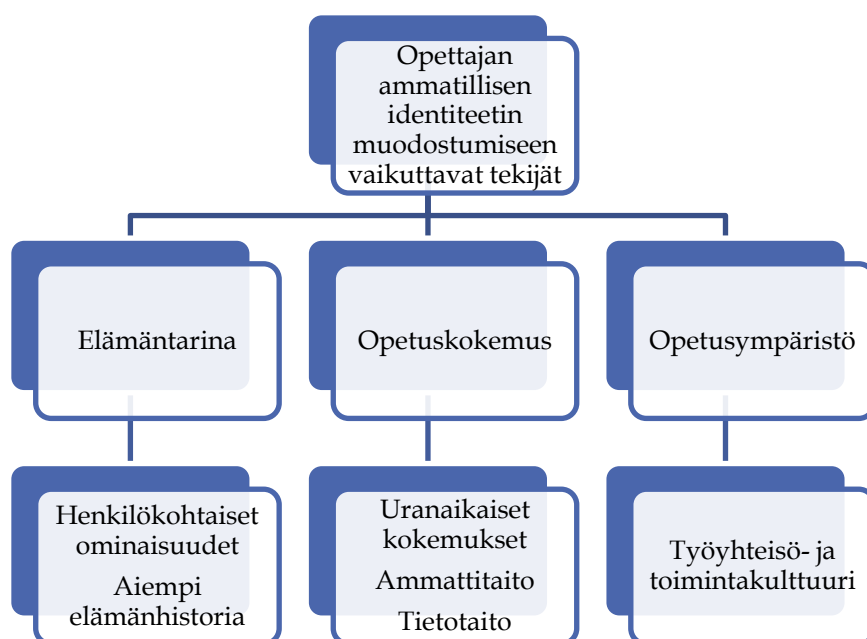 Opettajan
ammatillisen
identiteetin
muodostumiseen
vaikuttavat tekijät
Elämäntarina
Opetuskokemus
Opetusympäristö
Henkilökohtaiset
ominaisuudet
Aiempi
elämänhistoria
Uranaikaiset
kokemukset
Ammattitaito
Tietotaito
Työyhteisö- ja
toimintakulttuuri